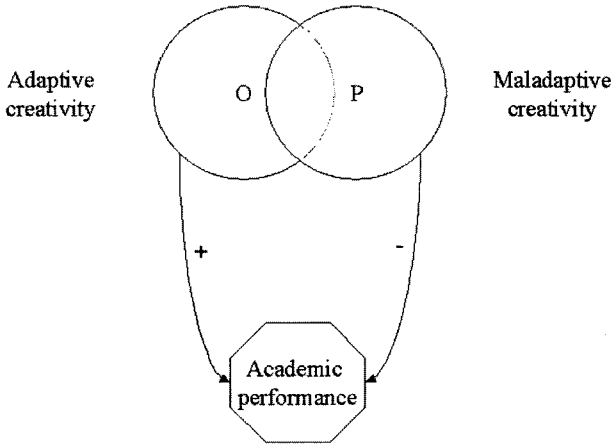 Adaptive
creativity
O
P
Maladaptive
creativity
+
-
Academic
performance